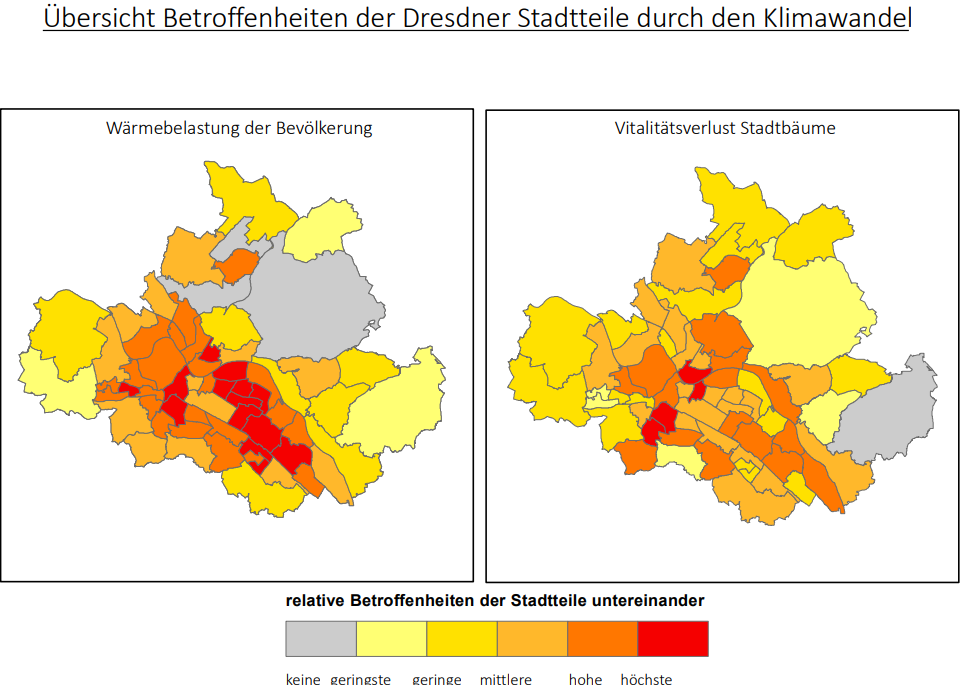 Übersicht Betroffenheiten der Dresdner Stadtteile durch den Klimawandel
Wärmebelastung der Bevölkerung
Vitalitätsverlust Stadtbäume
relative Betroffenheiten der Stadtteile untereinander
keine geringste geringe mittlere hohe höchste